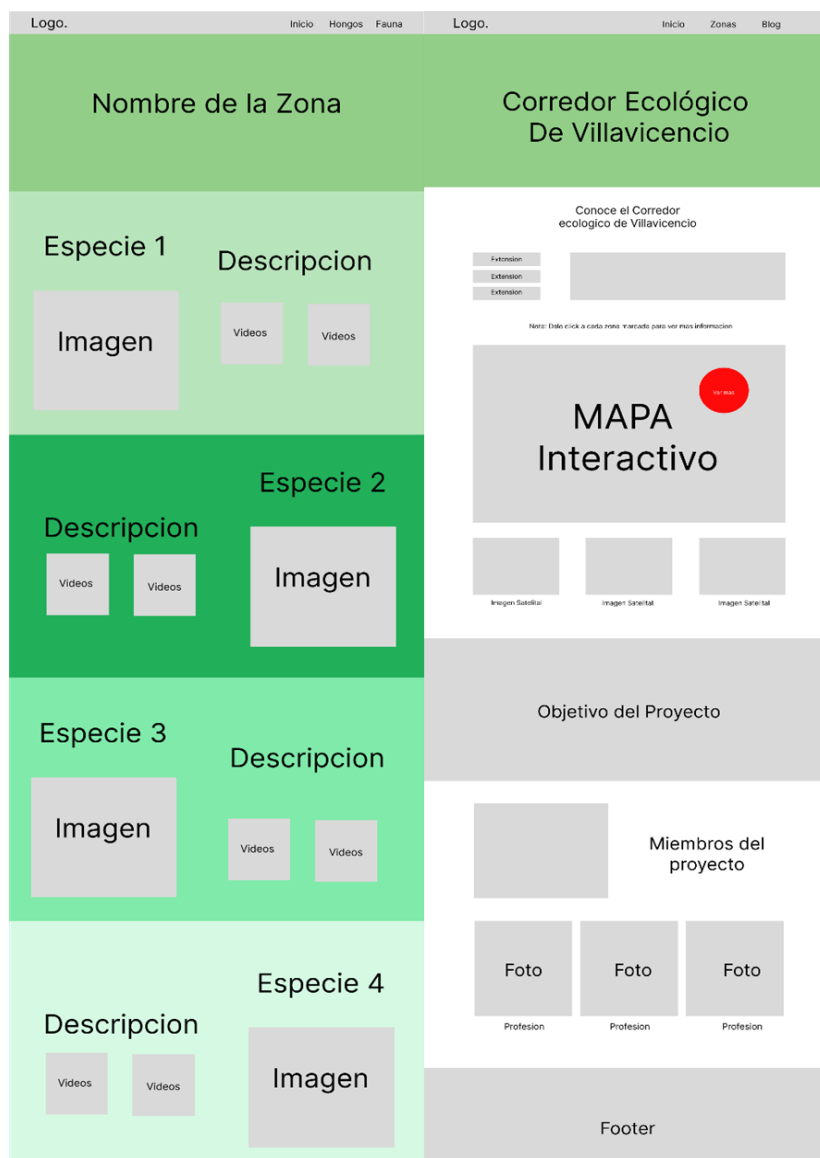 Logo.
Inicio Hongos Fauna
Nombre de la Zona
Especie 1
Descripcion
Imagen
Videos
Videos
Especie 2
Descripcion
Videos
Videos
Imagen
Especie 3
Descripcion
Imagen
Videos
Videos
Especie 4
Descripcion
Videos
Videos
Imagen
Logo.
Inicio Zonas Blog
Corredor Ecológico
De Villavicencio
Conoce el Corredor
ecologico de Villavicencio
Extension
Extension
Extension
Nota: Dale click a cada zona marcada para ver mas informacion
Ver mas
MAPA
Interactivo
Imagen Satelital
Imagen Satelital
Imagen Satelital
Objetivo del Proyecto
Miembros del
proyecto
Foto
Foto
Foto
Profesion
Profesion
Profesion
Footer